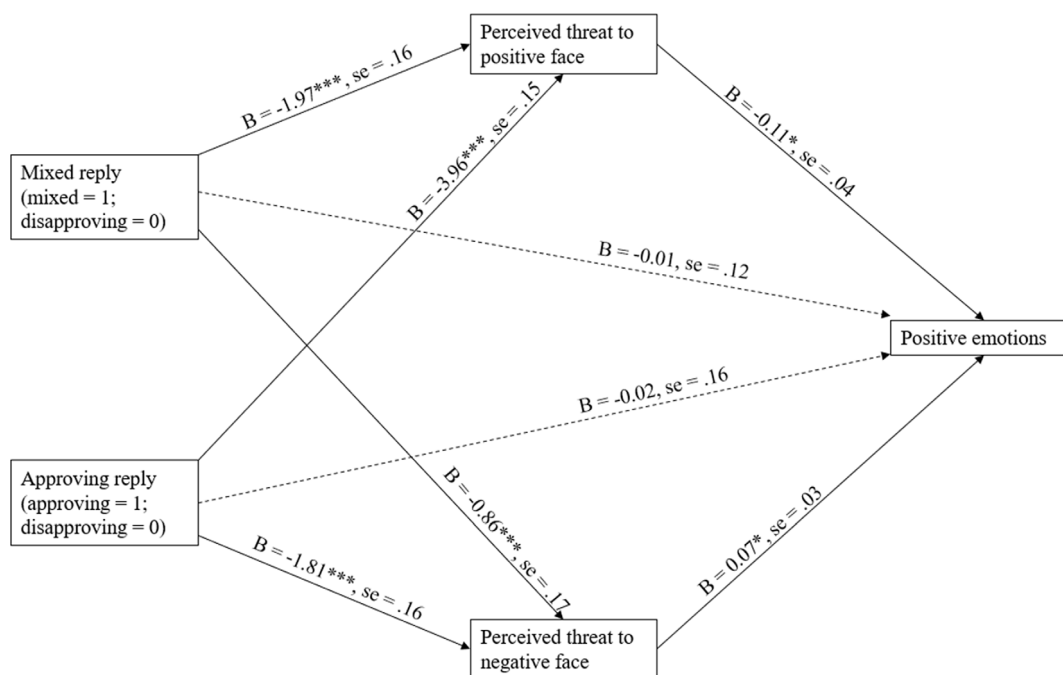 Perceived threat to
positive face
B = -1.97***, se = .16
B = -3.96***, se = .15
B = -0.11*, se = .04
Mixed reply
(mixed = 1;
disapproving = 0)
B = -0.01, se = .12
Positive emotions
B = -0.02, se = .16
Approving reply
(approving = 1;
disapproving = 0)
B = -0.86***, se = .17
B = 0.07*, se = .03
B = -1.81***, se = .16
Perceived threat to
negative face